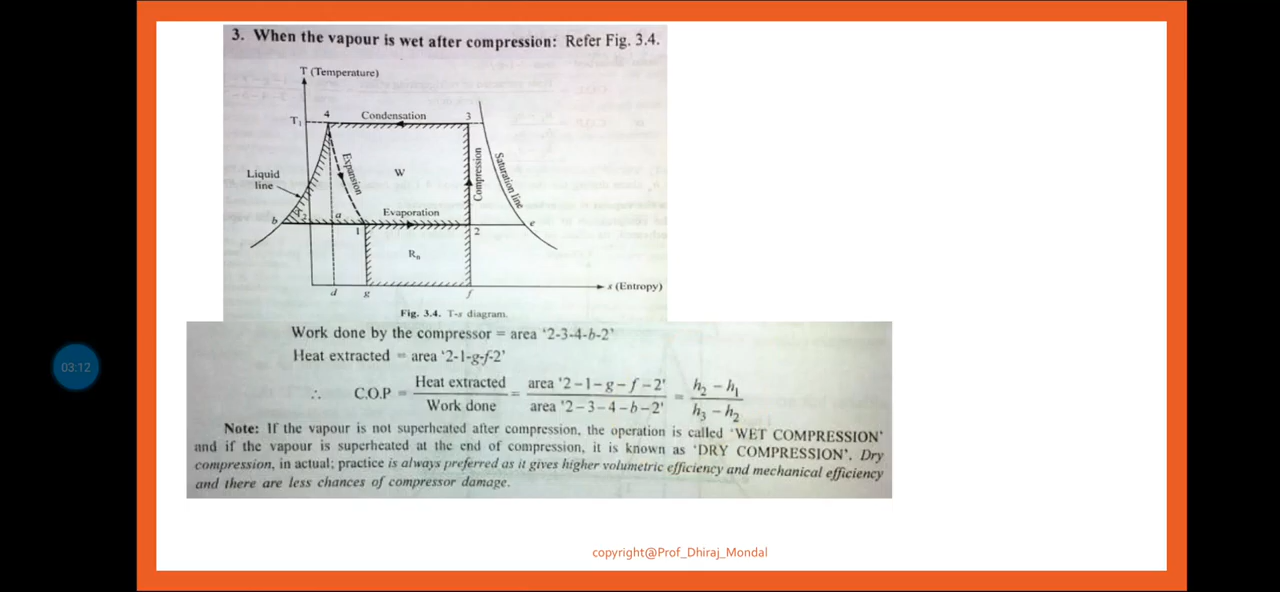 3. When the vapour is wet after compression: Refer Fig. 3.4.
T (Temperature)
4 Condensation 3
T₁
Liquid
line
Expansion
W
Compression
Saturation line
b a Evaporation e
1 2
Rₙ
d g f s (Entropy)
Fig. 3.4. T-s diagram.
Work done by the compressor = area '2-3-4-b-2'
Heat extracted = area '2-1-g-f-2'
∴ C.O.P = Heat extracted / Work done = area '2-1-g-f-2' / area '2-3-4-b-2' = h₂ - h₁ / h₃ - h₂
Note: If the vapour is not superheated after compression, the operation is called 'WET COMPRESSION'
and if the vapour is superheated at the end of compression, it is known as 'DRY COMPRESSION'. Dry
compression, in actual; practice is always preferred as it gives higher volumetric efficiency and mechanical efficiency
and there are less chances of compressor damage.
03:12
copyright@Prof_Dhiraj_Mondal